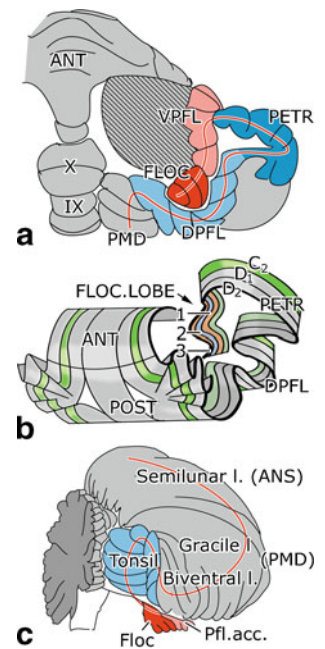 ANT
VPFL
PETR
FLOC
X
IX
PMD
DPFL
a
C2
D1
D2
FLOC.LOBE
PETR
1
ANT
2
3
DPFL
POST
b
Semilunar l. (ANS)
Gracile l
(PMD)
Tonsil
Biventral l.
Floc
Pfl.acc.
c